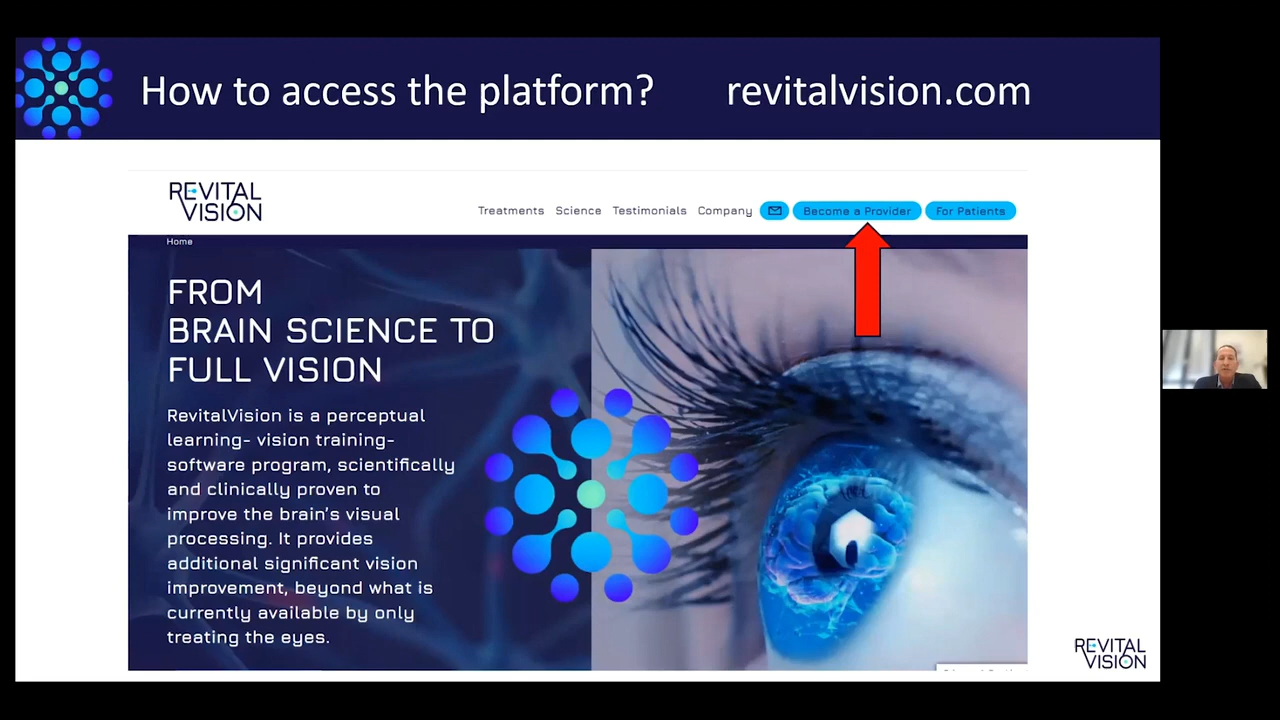 How to access the platform? revitalvision.com
REVITAL
VISION
Treatments Science Testimonials Company Become a Provider For Patients
Home
FROM
BRAIN SCIENCE TO
FULL VISION
RevitalVision is a perceptual
learning- vision training-
software program, scientifically
and clinically proven to
improve the brain's visual
processing. It provides
additional significant vision
improvement, beyond what is
currently available by only
treating the eyes.
REVITAL
VISION